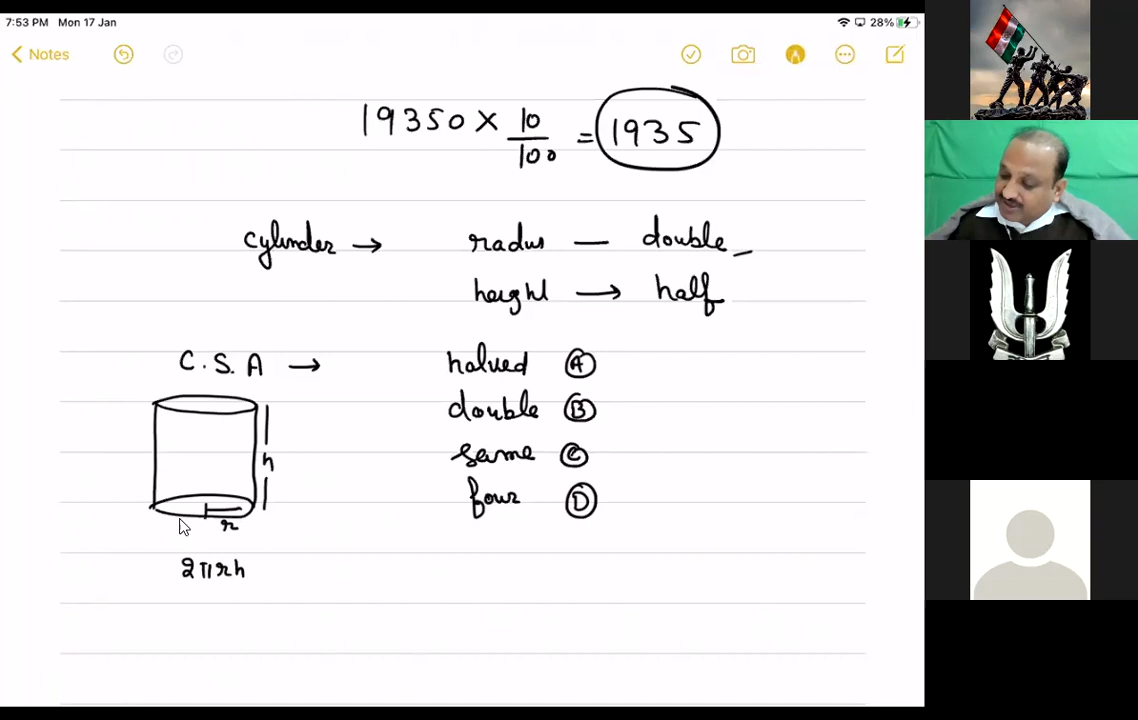 7:53 PM Mon 17 Jan 28%
Notes
19350 × 10/100 = 1935
cylinder → radus — double
height → half
C.S.A → halved A
double B
same C
four D
h
r
2πrh